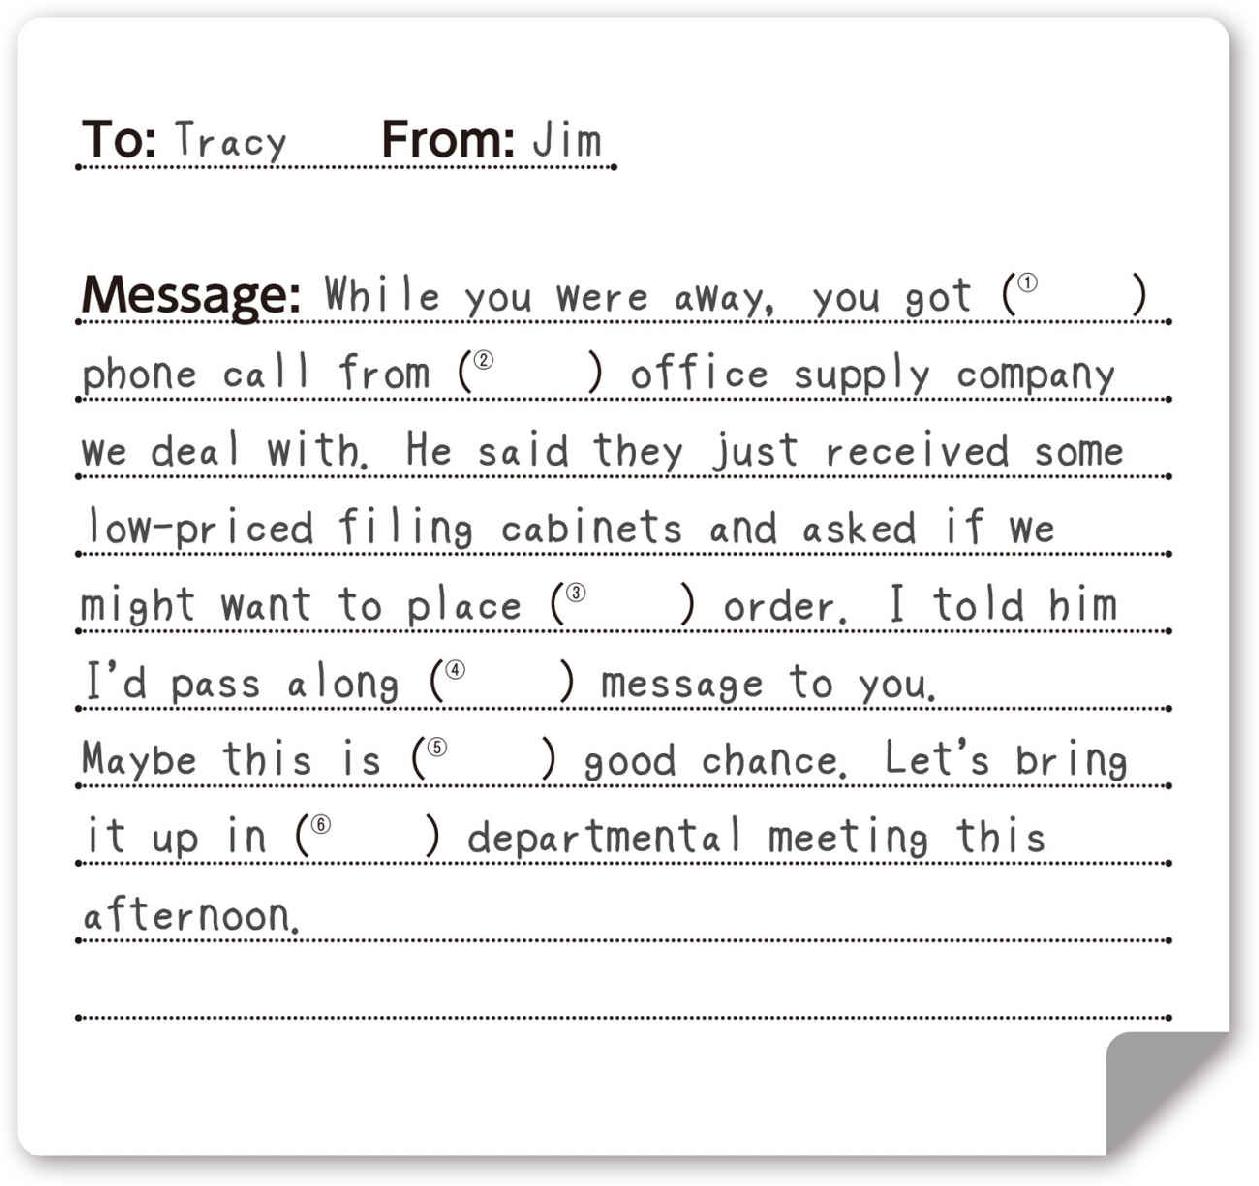 To: Tracy From: Jim
Message: While you were away, you got (① )
phone call from (② ) office supply company
we deal with. He said they just received some
low-priced filing cabinets and asked if we
might want to place (③ ) order. I told him
I'd pass along (④ ) message to you.
Maybe this is (⑤ ) good chance. Let's bring
it up in (⑥ ) departmental meeting this
afternoon.